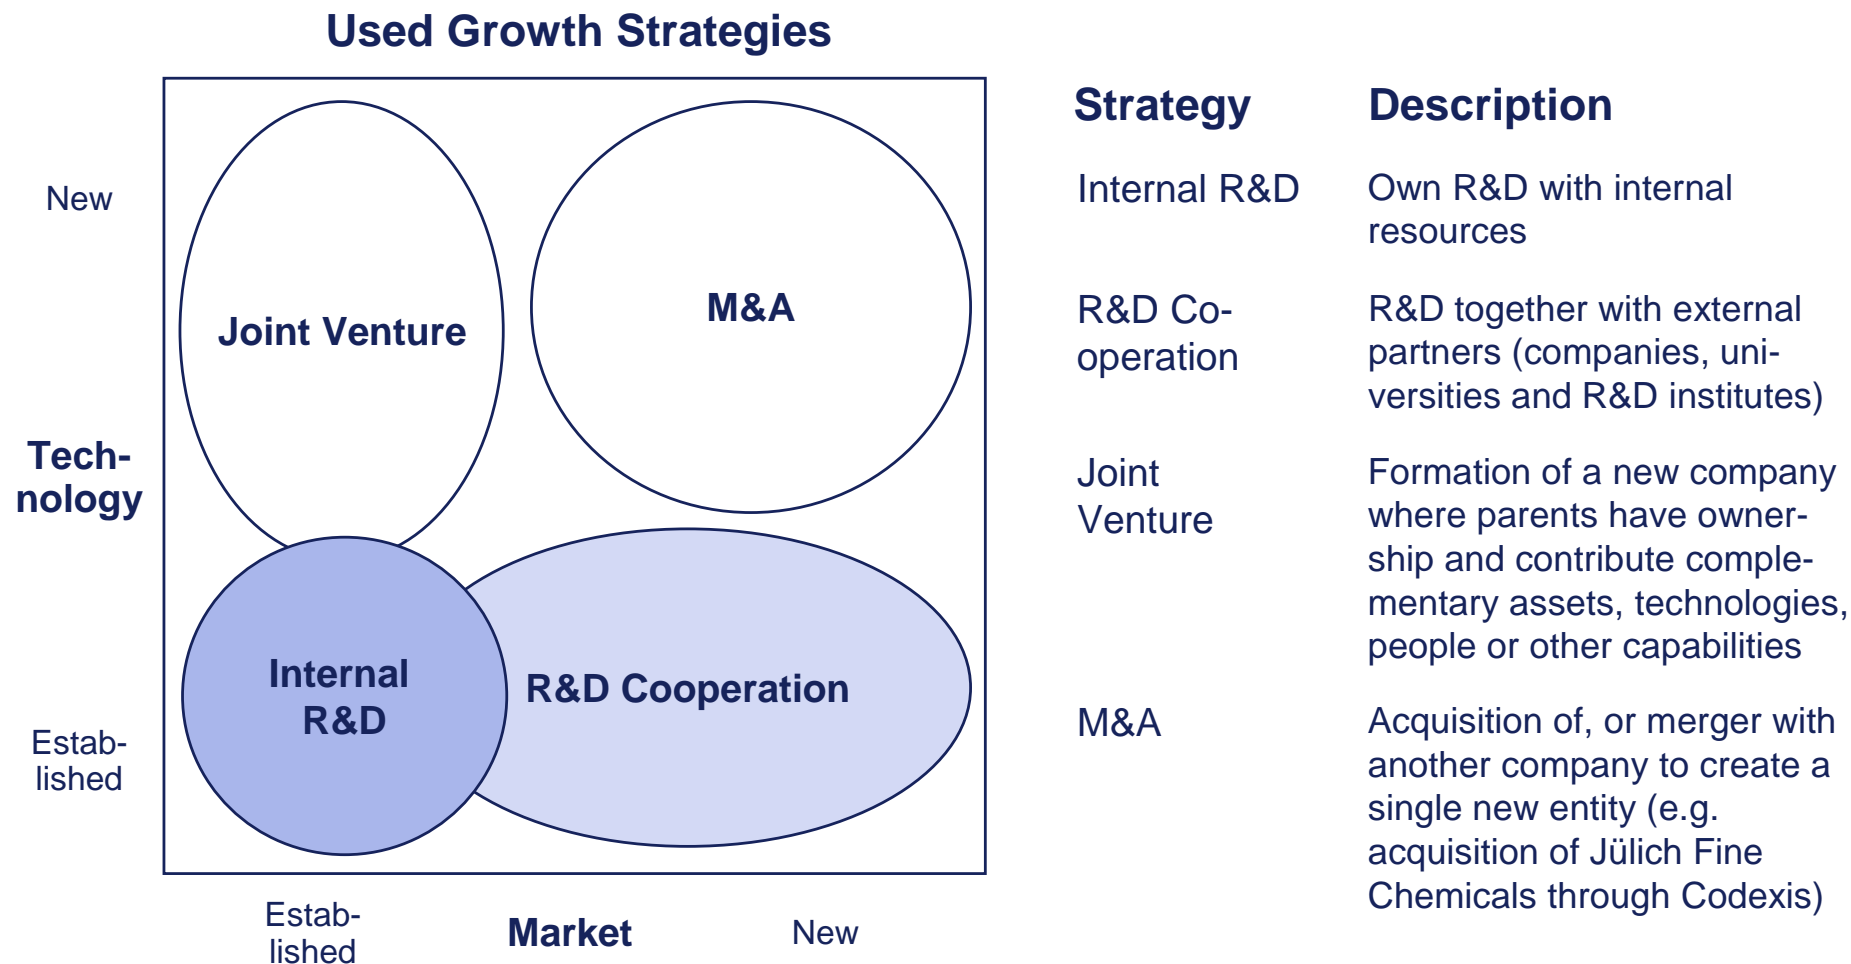 Used Growth Strategies
New
Tech-
nology
Estab-
lished
Joint Venture
M&A
Internal
R&D
R&D Cooperation
Estab-
lished
Market
New
Strategy
Description
Internal R&D
Own R&D with internal
resources
R&D Co-
operation
R&D together with external
partners (companies, uni-
versities and R&D institutes)
Joint
Venture
Formation of a new company
where parents have owner-
ship and contribute comple-
mentary assets, technologies,
people or other capabilities
M&A
Acquisition of, or merger with
another company to create a
single new entity (e.g.
acquisition of Jülich Fine
Chemicals through Codexis)